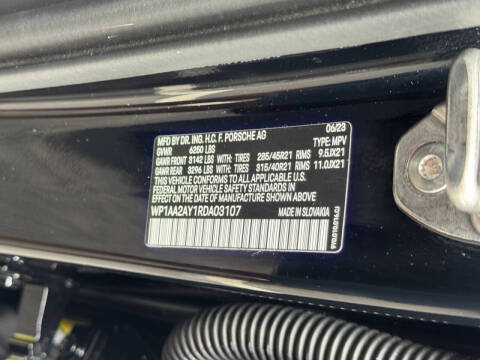 MFD BY DR. ING. H.C. F. PORSCHE AG 06/23
GVWR 6250 LBS TYPE: MPV
GAWR FRONT 3142 LBS WITH TIRES 285/45R21 RIMS 9.5JX21
GAWR REAR 3296 LBS WITH TIRES 315/40R21 RIMS 11.0JX21
THIS VEHICLE CONFORMS TO ALL APPLICABLE U.S.
FEDERAL MOTOR VEHICLE SAFETY STANDARDS IN EFFECT
ON THE DATE OF MANUFACTURE SHOWN ABOVE
WP1AA2AY1RDA03107 MADE IN SLOVAKIA